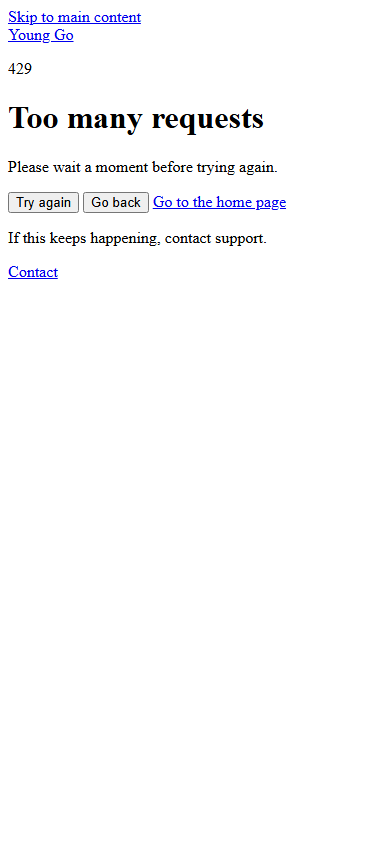 Skip to main content
Young Go
429
Too many requests
Please wait a moment before trying again.
Try again Go back Go to the home page
If this keeps happening, contact support.
Contact